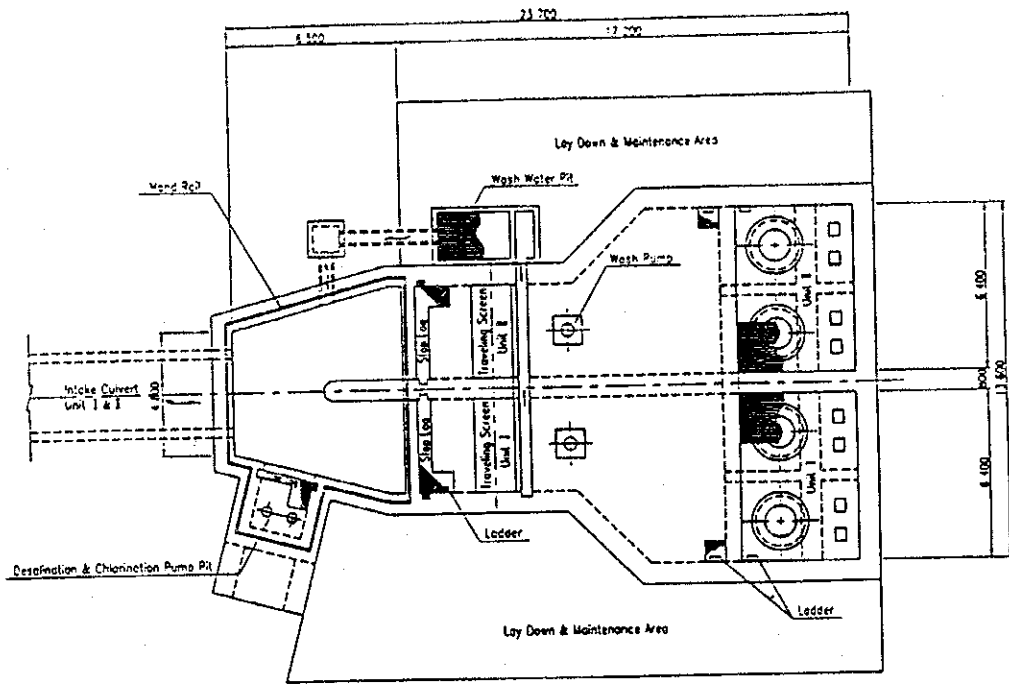 23 700
6 500
17 200
Lay Down & Maintenance Area
Hand Rail
Wash Water Pit
Wash Pump
Stop Log
Traveling Screen
Unit II
Unit II
6 400
Intake Culvert
Unit I & II
4 800
800
13 600
Stop Log
Traveling Screen
Unit I
Unit I
6 400
Ladder
Desalination & Chlorination Pump Pit
Ladder
Lay Down & Maintenance Area